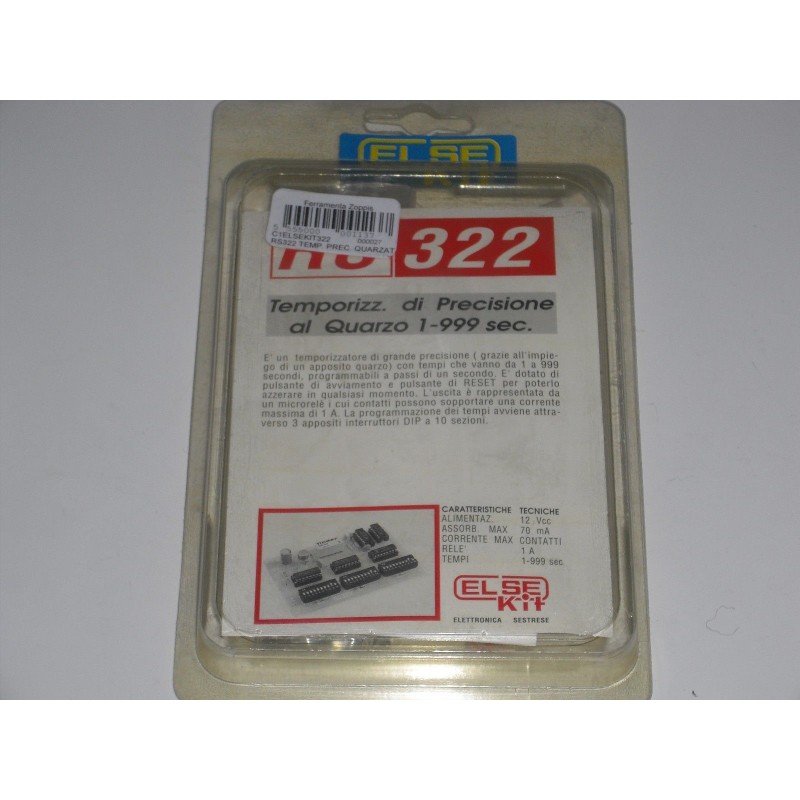 ELSE
Kit
Ferramenta Zoppis
C1ELSEKIT322 000027
RS322 TEMP. PREC. QUARZAT
RS 322
Temporizz. di Precisione
al Quarzo 1-999 sec.
E' un temporizzatore di grande precisione ( grazie all'impie-
go di un apposito quarzo) con tempi che vanno da 1 a 999
secondi, programmabili a passi di un secondo. E' dotato di
pulsante di avviamento e pulsante di RESET per poterlo
azzerare in qualsiasi momento. L'uscita è rappresentata da
un microrelè i cui contatti possono sopportare una corrente
massima di 1 A. La programmazione dei tempi avviene attra-
verso 3 appositi interruttori DIP a 10 sezioni.
CARATTERISTICHE TECNICHE
ALIMENTAZ. 12 Vcc
ASSORB. MAX 70 mA
CORRENTE MAX CONTATTI
RELE' 1 A
TEMPI 1-999 sec
ELSE
Kit
ELETTRONICA SESTRESE